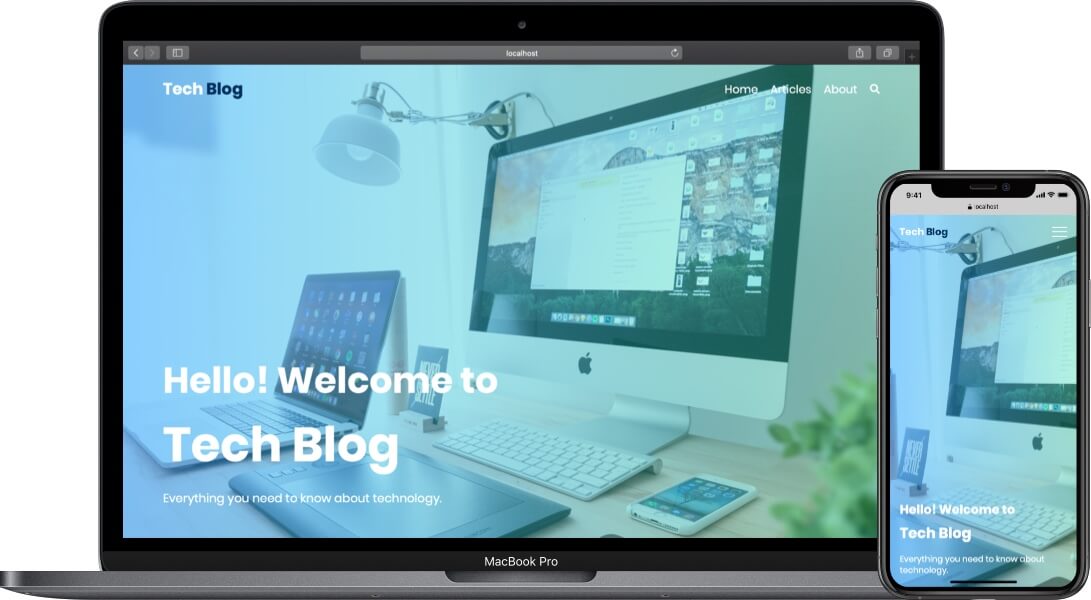 localhost
Tech Blog
Home Articles About
Hello! Welcome to
Tech Blog
Everything you need to know about technology.
MacBook Pro
9:41
localhost
Tech Blog
Hello! Welcome to
Tech Blog
Everything you need to know about
technology.